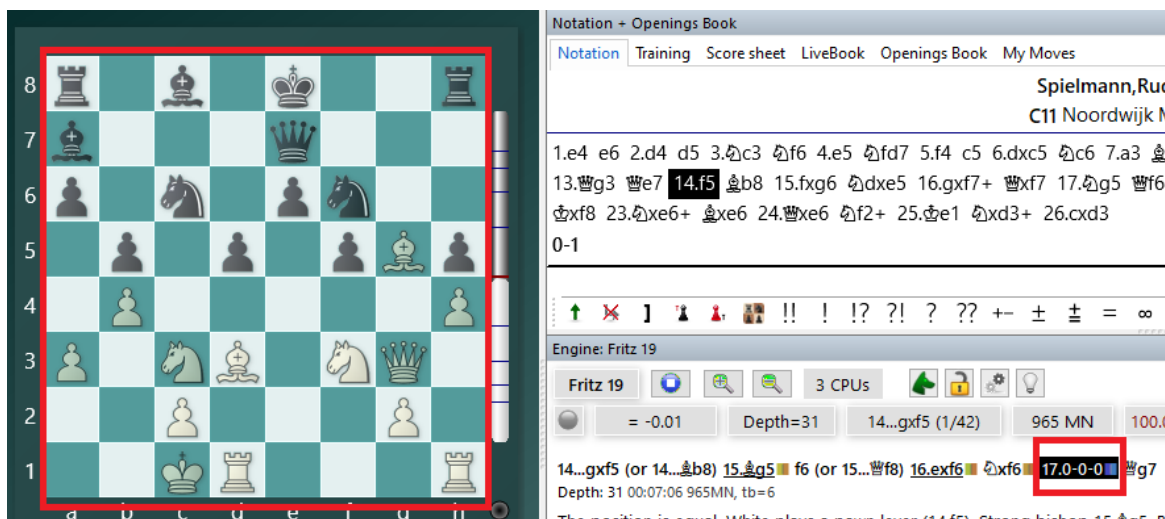 Notation + Openings Book
Notation Training Score sheet LiveBook Openings Book My Moves
Spielmann,Ru
C11 Noordwijk
1.e4 e6 2.d4 d5 3.♘c3 ♘f6 4.e5 ♘fd7 5.f4 c5 6.dxc5 ♘c6 7.a3 ♗
13.♕g3 ♕e7 14.f5 ♗b8 15.fxg6 ♘dxe5 16.gxf7+ ♕xf7 17.♘g5 ♕f6
♔xf8 23.♘xe6+ ♗xe6 24.♕xe6 ♘f2+ 25.♔e1 ♘xd3+ 26.cxd3
0-1
8
7
6
5
4
3
2
1
a b c d e f g h
] !! ! !? ?! ? ?? +− ± ⩲ = ∞
Engine: Fritz 19
Fritz 19 3 CPUs
= -0.01 Depth=31 14...gxf5 (1/42) 965 MN 100.
14...gxf5 (or 14...♗b8) 15.♗g5 f6 (or 15...♕f8) 16.exf6 ♘xf6 17.0-0-0 ♕g7
Depth: 31 00:07:06 965MN, tb=6